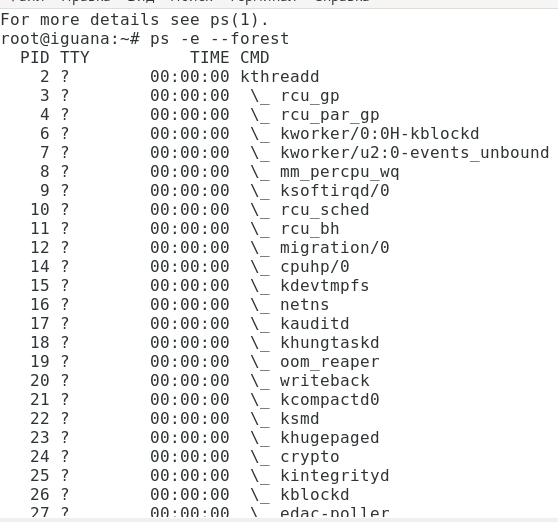 For more details see ps(1).
root@iguana:~# ps -e --forest
  PID TTY          TIME CMD
    2 ?        00:00:00 kthreadd
    3 ?        00:00:00  \_ rcu_gp
    4 ?        00:00:00  \_ rcu_par_gp
    6 ?        00:00:00  \_ kworker/0:0H-kblockd
    7 ?        00:00:00  \_ kworker/u2:0-events_unbound
    8 ?        00:00:00  \_ mm_percpu_wq
    9 ?        00:00:00  \_ ksoftirqd/0
   10 ?        00:00:00  \_ rcu_sched
   11 ?        00:00:00  \_ rcu_bh
   12 ?        00:00:00  \_ migration/0
   14 ?        00:00:00  \_ cpuhp/0
   15 ?        00:00:00  \_ kdevtmpfs
   16 ?        00:00:00  \_ netns
   17 ?        00:00:00  \_ kauditd
   18 ?        00:00:00  \_ khungtaskd
   19 ?        00:00:00  \_ oom_reaper
   20 ?        00:00:00  \_ writeback
   21 ?        00:00:00  \_ kcompactd0
   22 ?        00:00:00  \_ ksmd
   23 ?        00:00:00  \_ khugepaged
   24 ?        00:00:00  \_ crypto
   25 ?        00:00:00  \_ kintegrityd
   26 ?        00:00:00  \_ kblockd
   27 ?        00:00:00  \_ edac-poller